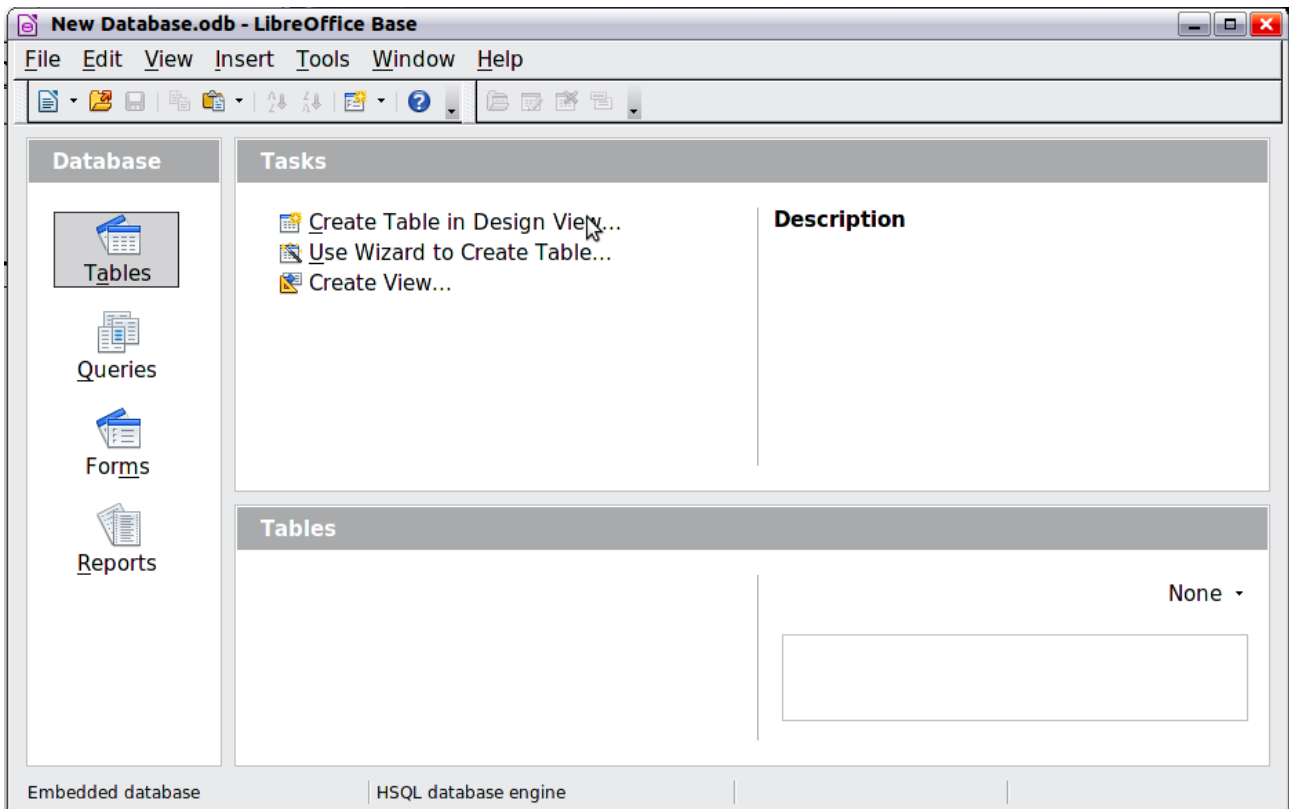 New Database.odb - LibreOffice Base
File Edit View Insert Tools Window Help
Database
Tables
Queries
Forms
Reports
Tasks
Create Table in Design View...
Use Wizard to Create Table...
Create View...
Description
Tables
None
Embedded database
HSQL database engine